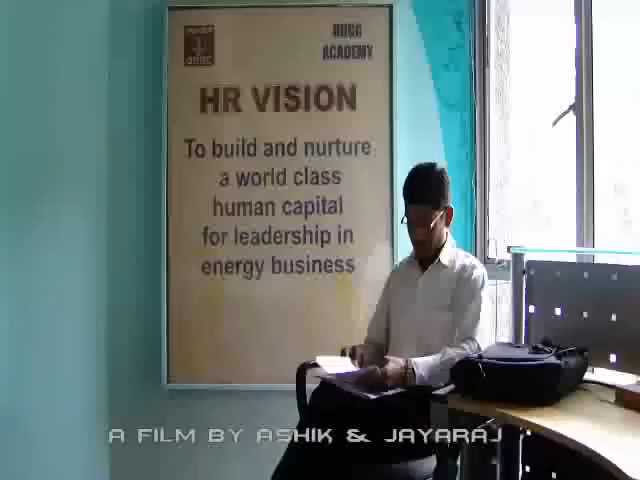 ACADEMY
HR VISION
To build and nurture
a world class
human capital
for leadership in
energy business
A FILM BY ASHIK & JAYARAJ